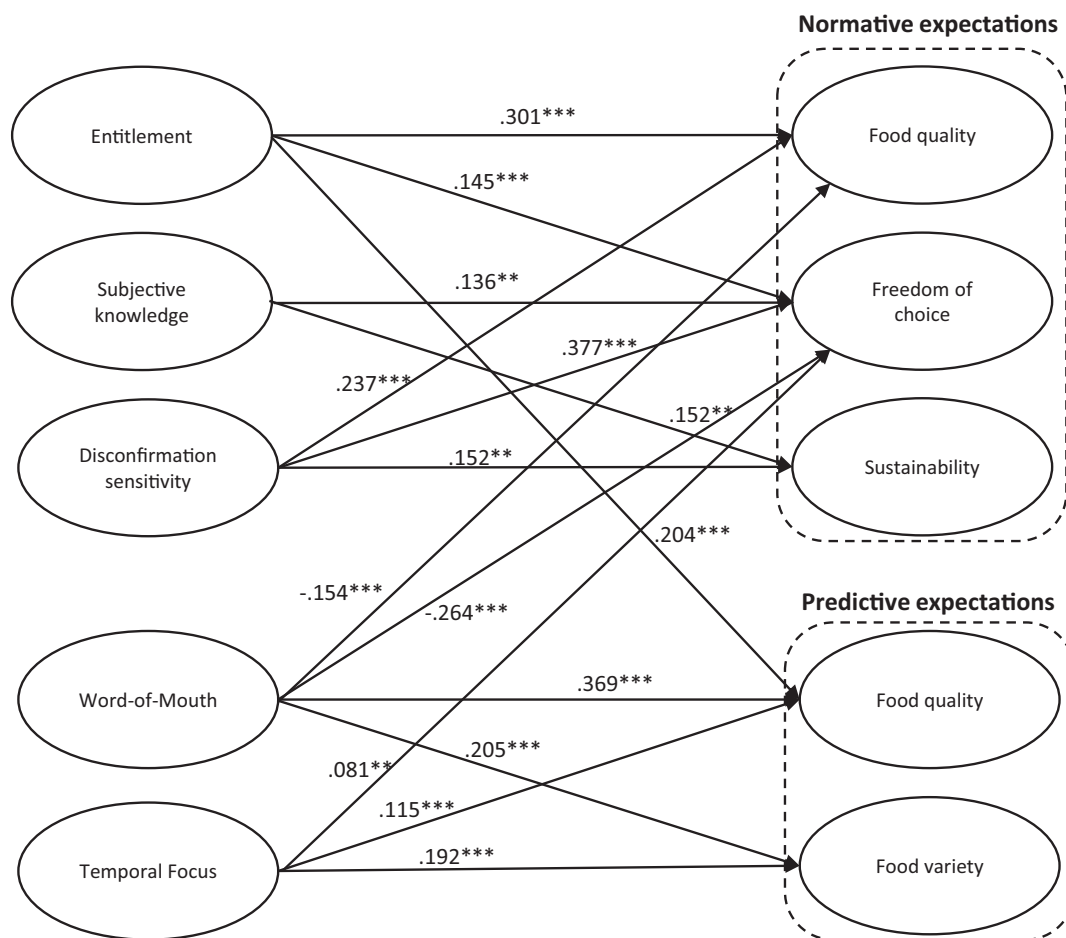 Normative expectations
Entitlement
.301***
Food quality
.145***
Subjective
knowledge
.136**
Freedom of
choice
.377***
.237***
.152**
Disconfirmation
sensitivity
.152**
Sustainability
.204***
-.154***
-.264***
Predictive expectations
Word-of-Mouth
.369***
Food quality
.205***
.081**
.115***
Temporal Focus
.192***
Food variety